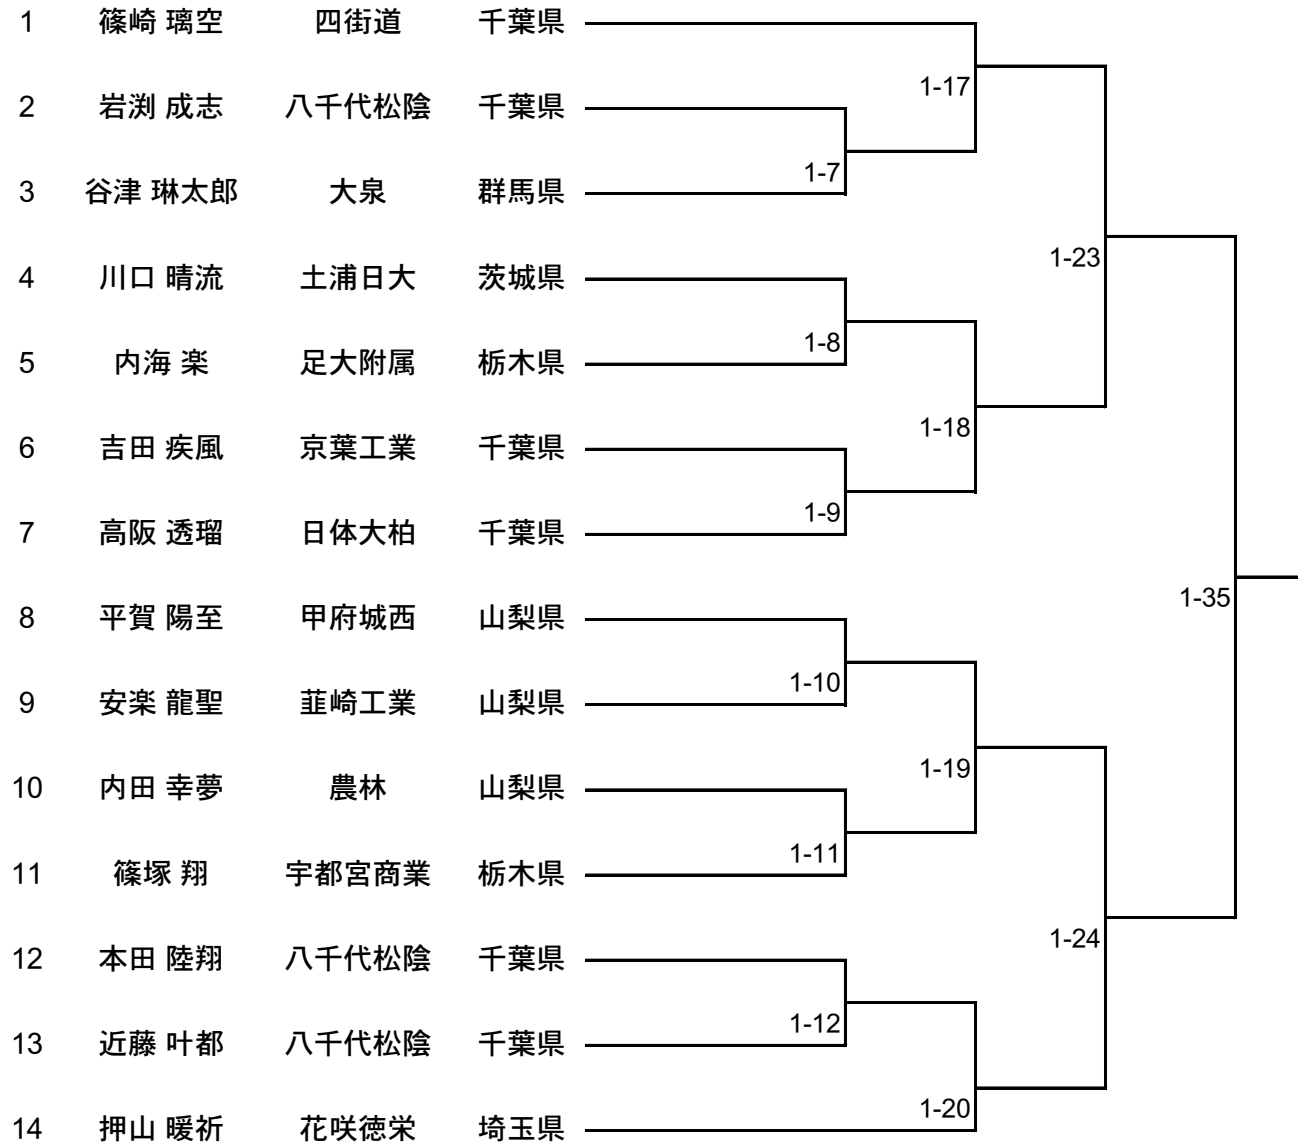 1 篠崎 璃空 四街道 千葉県
1-17
2 岩渕 成志 八千代松陰 千葉県
1-7
3 谷津 琳太郎 大泉 群馬県
1-23
4 川口 晴流 土浦日大 茨城県
1-8
5 内海 楽 足大附属 栃木県
1-18
6 吉田 疾風 京葉工業 千葉県
1-9
7 高阪 透瑠 日体大柏 千葉県
1-35
8 平賀 陽至 甲府城西 山梨県
1-10
9 安楽 龍聖 韮崎工業 山梨県
1-19
10 内田 幸夢 農林 山梨県
1-11
11 篠塚 翔 宇都宮商業 栃木県
1-24
12 本田 陸翔 八千代松陰 千葉県
1-12
13 近藤 叶都 八千代松陰 千葉県
1-20
14 押山 暖祈 花咲徳栄 埼玉県